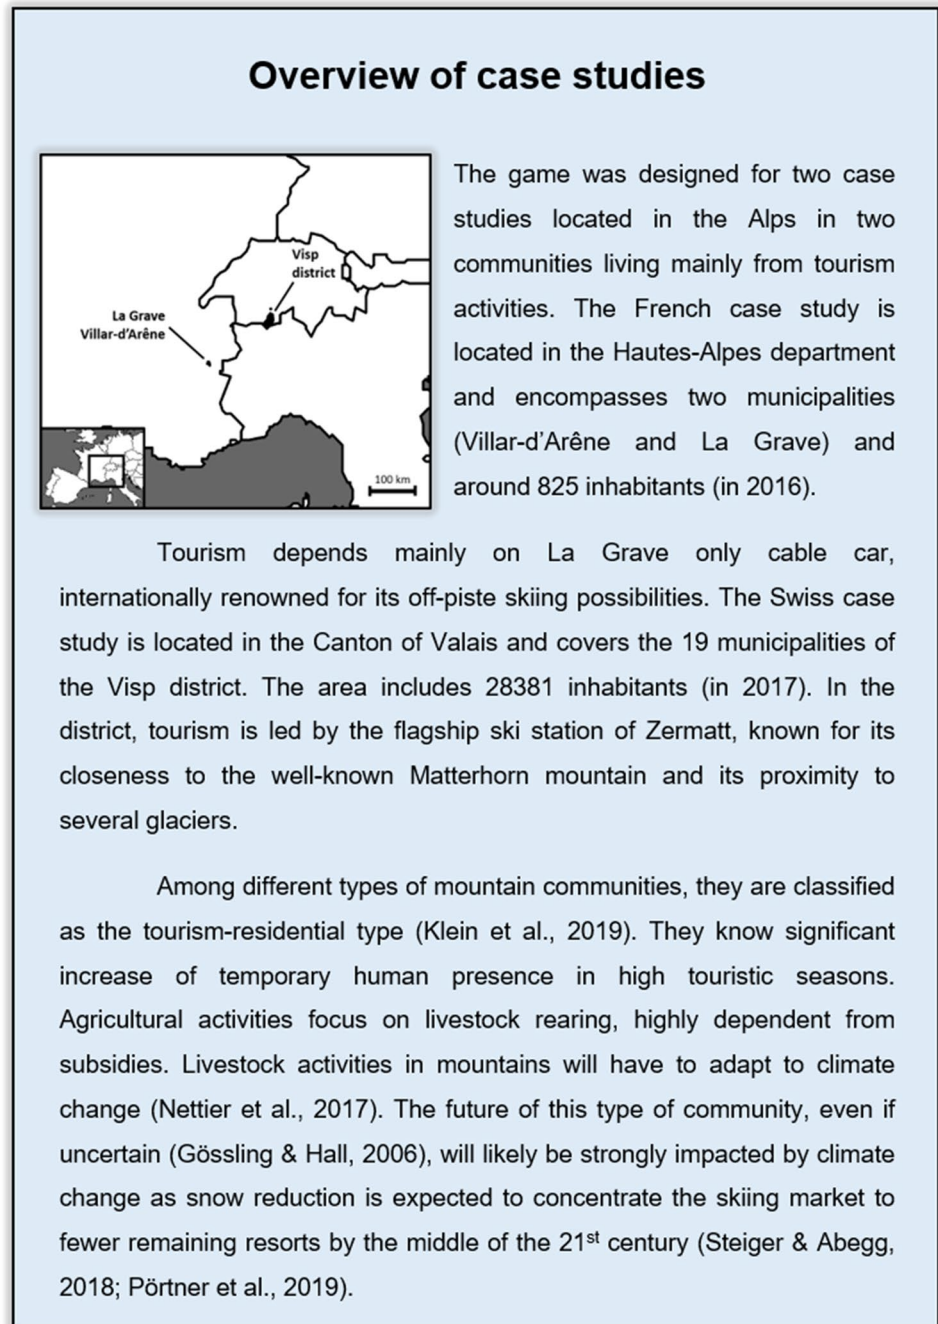 Overview of case studies
Visp
district
La Grave
Villar-d'Arêne
100 km
The game was designed for two case
studies located in the Alps in two
communities living mainly from tourism
activities. The French case study is
located in the Hautes-Alpes department
and encompasses two municipalities
(Villar-d'Arêne and La Grave) and
around 825 inhabitants (in 2016).
Tourism depends mainly on La Grave only cable car,
internationally renowned for its off-piste skiing possibilities. The Swiss case
study is located in the Canton of Valais and covers the 19 municipalities of
the Visp district. The area includes 28381 inhabitants (in 2017). In the
district, tourism is led by the flagship ski station of Zermatt, known for its
closeness to the well-known Matterhorn mountain and its proximity to
several glaciers.
Among different types of mountain communities, they are classified
as the tourism-residential type (Klein et al., 2019). They know significant
increase of temporary human presence in high touristic seasons.
Agricultural activities focus on livestock rearing, highly dependent from
subsidies. Livestock activities in mountains will have to adapt to climate
change (Nettier et al., 2017). The future of this type of community, even if
uncertain (Gössling & Hall, 2006), will likely be strongly impacted by climate
change as snow reduction is expected to concentrate the skiing market to
fewer remaining resorts by the middle of the 21st century (Steiger & Abegg,
2018; Pörtner et al., 2019).